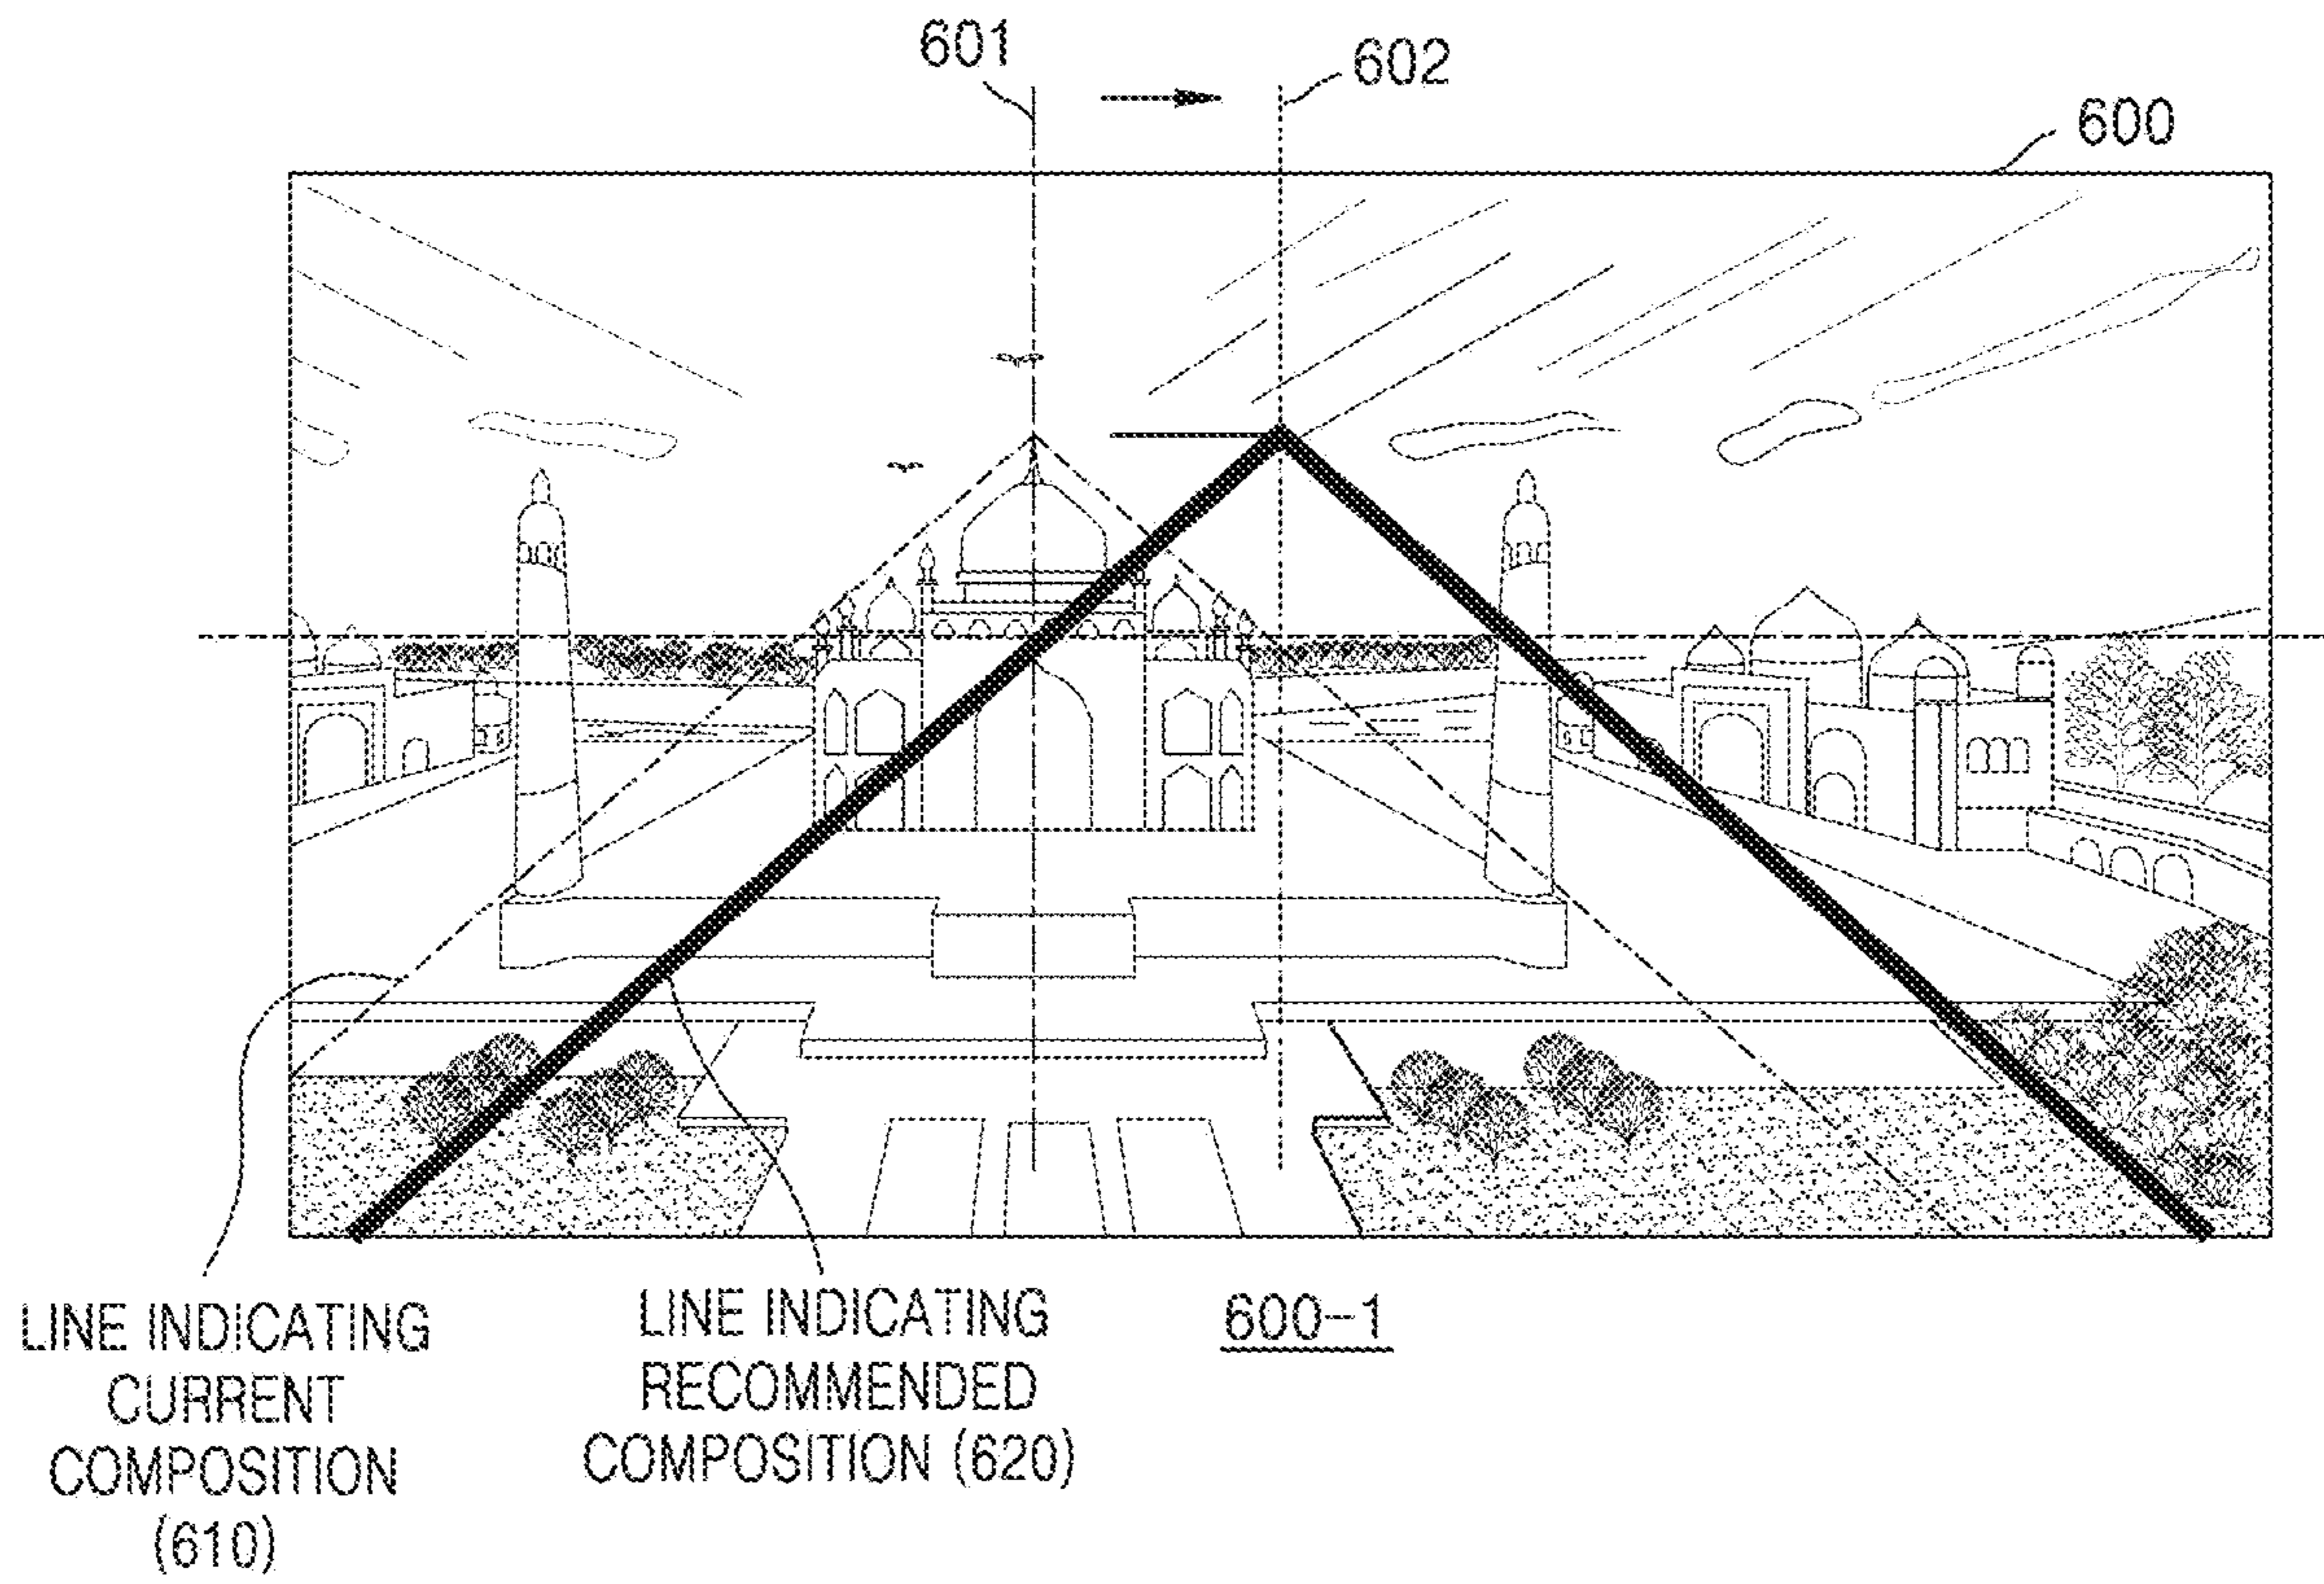 601
602
600
LINE INDICATING
CURRENT
COMPOSITION
(610)
LINE INDICATING
RECOMMENDED
COMPOSITION (620)
600-1